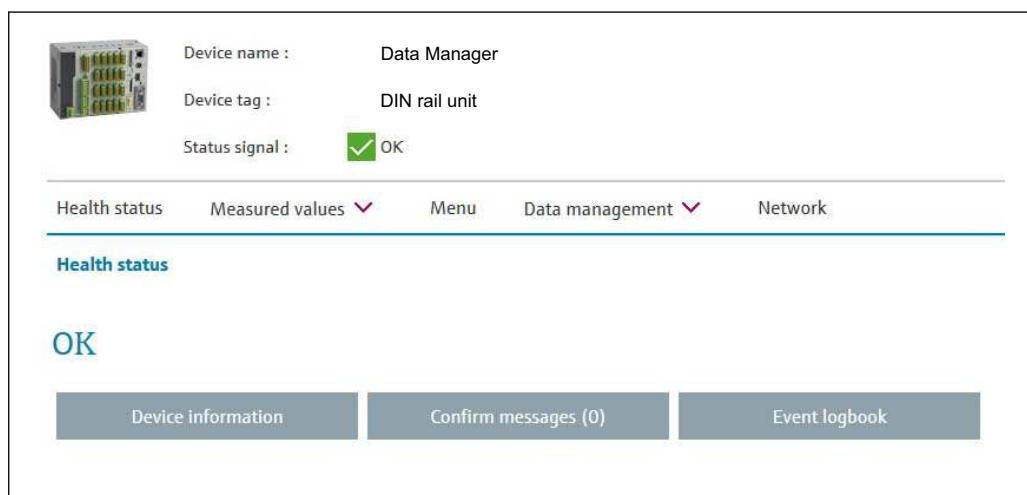 Device name : Data Manager
Device tag : DIN rail unit
Status signal : OK
Health status Measured values Menu Data management Network
Health status
OK
Device information Confirm messages (0) Event logbook